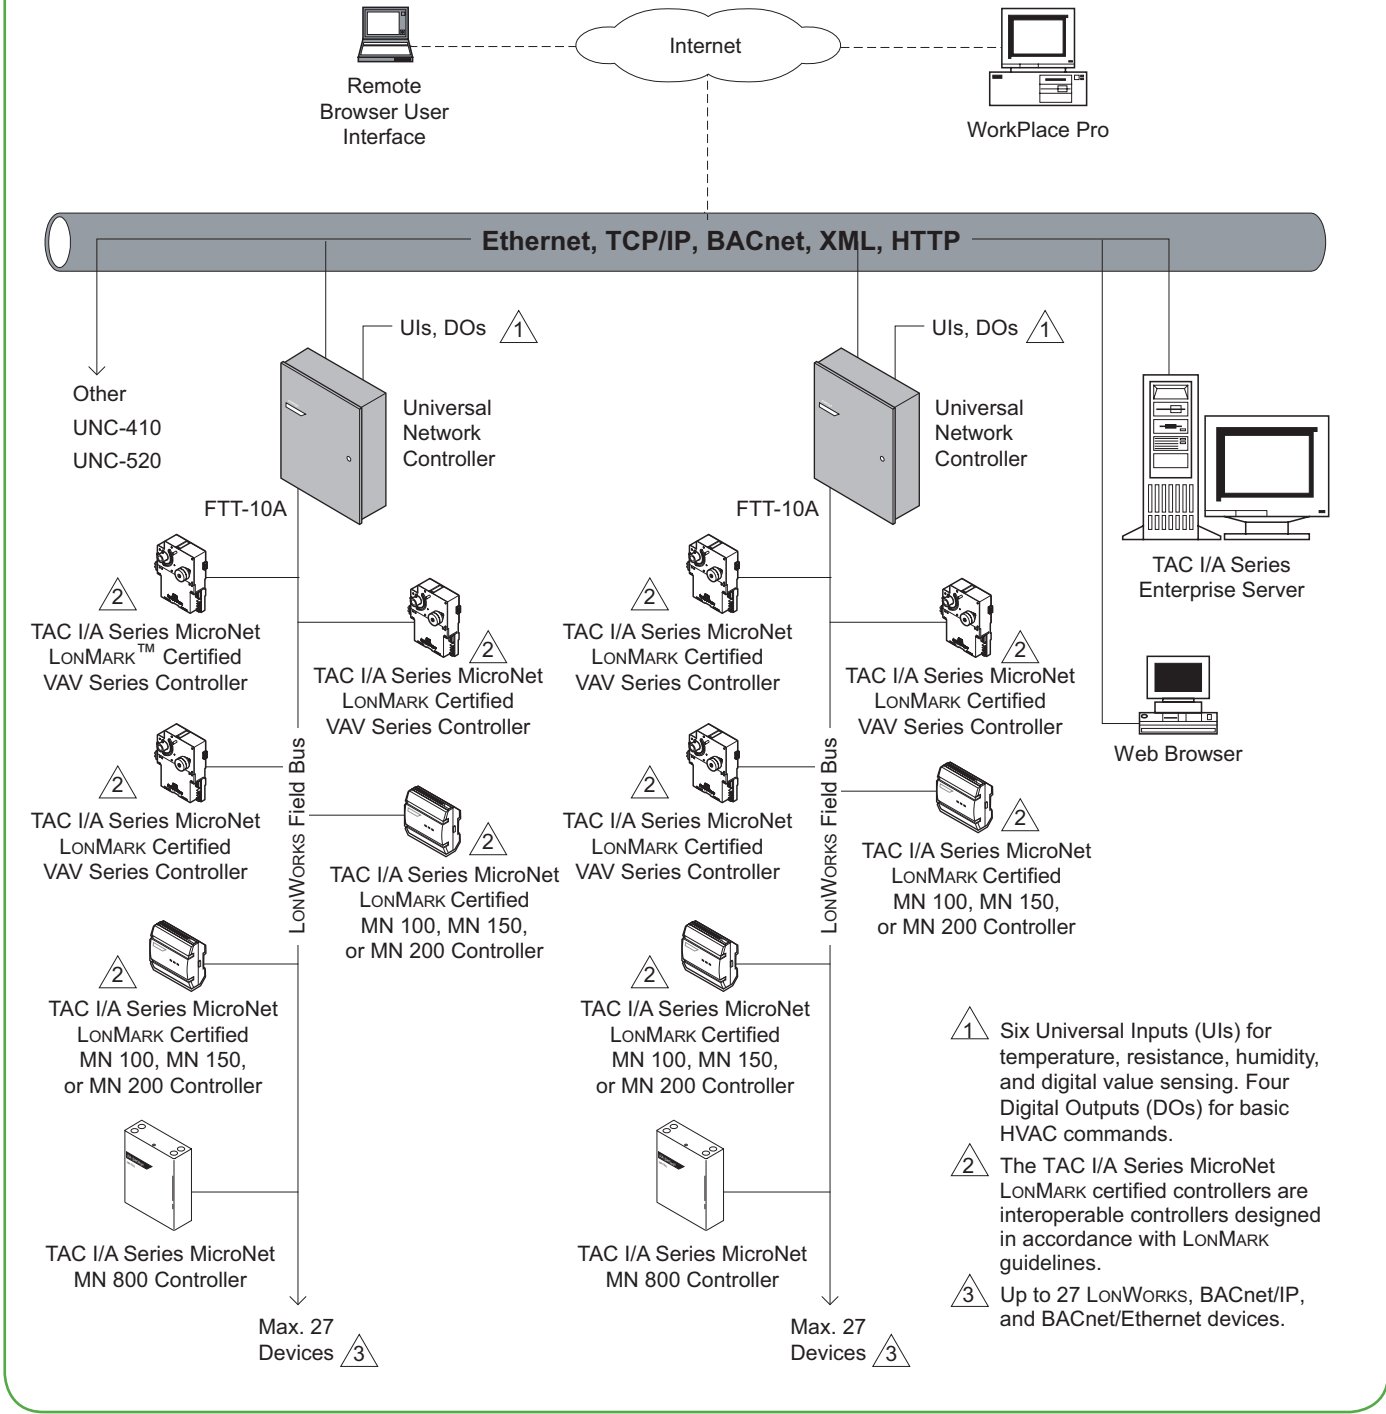 Internet
Remote
Browser User
Interface
WorkPlace Pro
Ethernet, TCP/IP, BACnet, XML, HTTP
UIs, DOs 1
UIs, DOs 1
Other
UNC-410
UNC-520
Universal
Network
Controller
Universal
Network
Controller
FTT-10A
FTT-10A
TAC I/A Series
Enterprise Server
2
TAC I/A Series MicroNet
LONMARK™ Certified
VAV Series Controller
2
TAC I/A Series MicroNet
LONMARK Certified
VAV Series Controller
2
TAC I/A Series MicroNet
LONMARK Certified
VAV Series Controller
2
TAC I/A Series MicroNet
LONMARK Certified
VAV Series Controller
Web Browser
LONWORKS Field Bus
LONWORKS Field Bus
2
TAC I/A Series MicroNet
LONMARK Certified
VAV Series Controller
2
TAC I/A Series MicroNet
LONMARK Certified
MN 100, MN 150,
or MN 200 Controller
2
TAC I/A Series MicroNet
LONMARK Certified
VAV Series Controller
2
TAC I/A Series MicroNet
LONMARK Certified
MN 100, MN 150,
or MN 200 Controller
2
TAC I/A Series MicroNet
LONMARK Certified
MN 100, MN 150,
or MN 200 Controller
2
TAC I/A Series MicroNet
LONMARK Certified
MN 100, MN 150,
or MN 200 Controller
TAC I/A Series MicroNet
MN 800 Controller
TAC I/A Series MicroNet
MN 800 Controller
Max. 27
Devices 3
Max. 27
Devices 3
1 Six Universal Inputs (UIs) for
temperature, resistance, humidity,
and digital value sensing. Four
Digital Outputs (DOs) for basic
HVAC commands.
2 The TAC I/A Series MicroNet
LONMARK certified controllers are
interoperable controllers designed
in accordance with LONMARK
guidelines.
3 Up to 27 LONWORKS, BACnet/IP,
and BACnet/Ethernet devices.